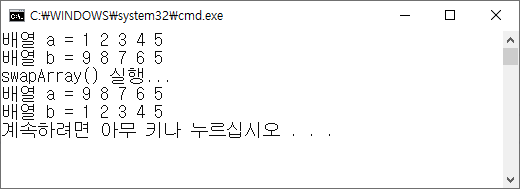 C:\WINDOWS\system32\cmd.exe
배열 a = 1 2 3 4 5
배열 b = 9 8 7 6 5
swapArray() 실행...
배열 a = 9 8 7 6 5
배열 b = 1 2 3 4 5
계속하려면 아무 키나 누르십시오 . . .